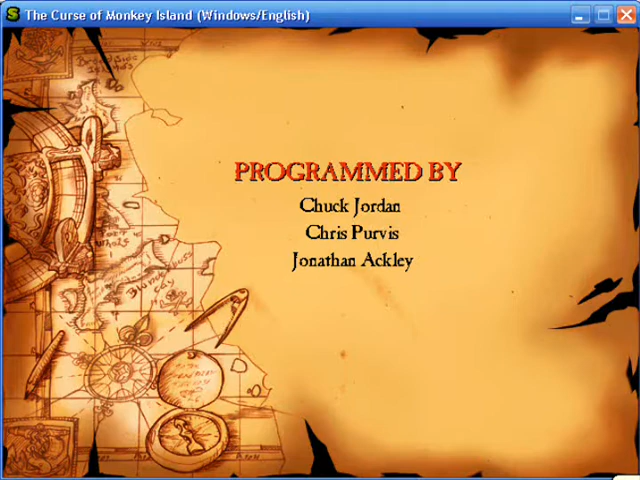 The Curse of Monkey Island (Windows/English)
PROGRAMMED BY
Chuck Jordan
Chris Purvis
Jonathan Ackley